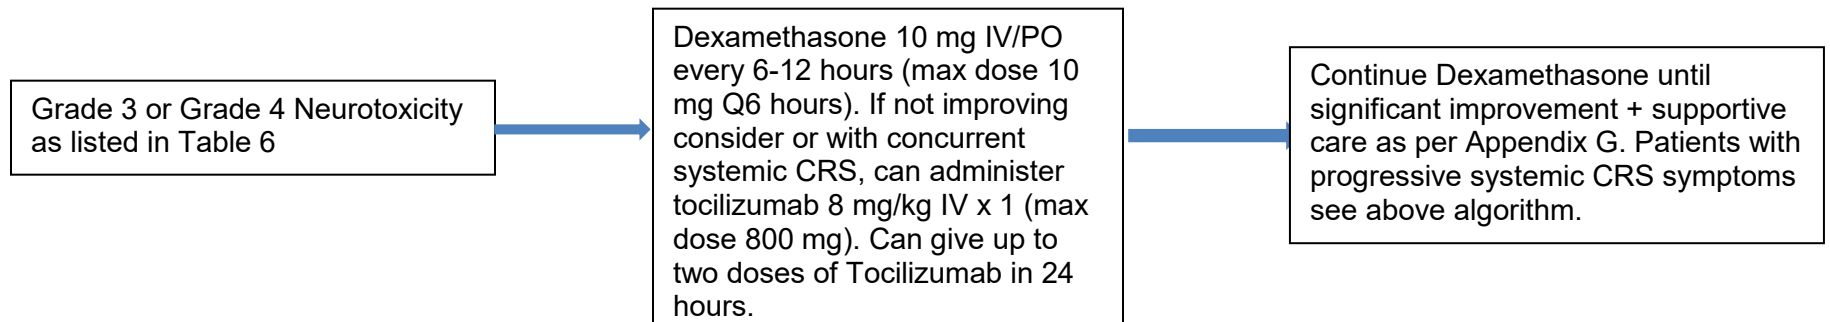 Grade 3 or Grade 4 Neurotoxicity
as listed in Table 6
Dexamethasone 10 mg IV/PO
every 6-12 hours (max dose 10
mg Q6 hours). If not improving
consider or with concurrent
systemic CRS, can administer
tocilizumab 8 mg/kg IV x 1 (max
dose 800 mg). Can give up to
two doses of Tocilizumab in 24
hours.
Continue Dexamethasone until
significant improvement + supportive
care as per Appendix G. Patients with
progressive systemic CRS symptoms
see above algorithm.